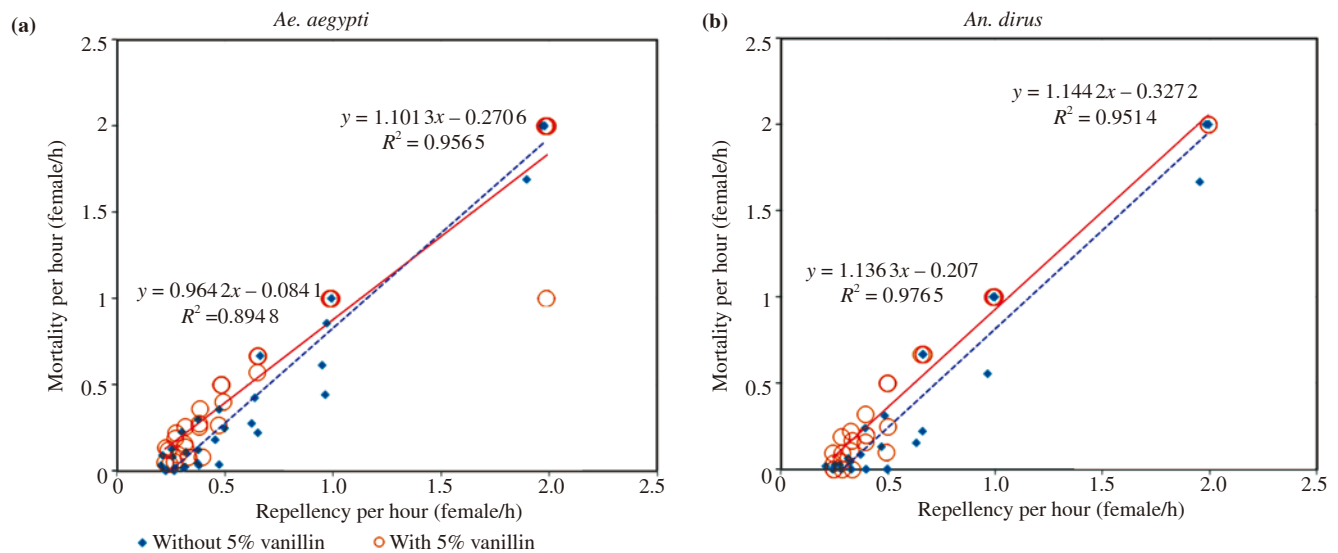 (a)
Ae. aegypti
2.5
2.0
1.5
1
0.5
0
Mortality per hour (female/h)
y = 1.1013x – 0.2706
R² = 0.9565
y = 0.9642x – 0.0841
R² =0.8948
0 0.5 1.0 1.5 2.0 2.5
Repellency per hour (female/h)
(b)
An. dirus
2.5
2
1.5
1
0.5
0
Mortality per hour (female/h)
y = 1.1442x – 0.3272
R² = 0.9514
y = 1.1363x – 0.207
R² = 0.9765
0 0.5 1.0 1.5 2.0 2.5
Repellency per hour (female/h)
Without 5% vanillin
With 5% vanillin